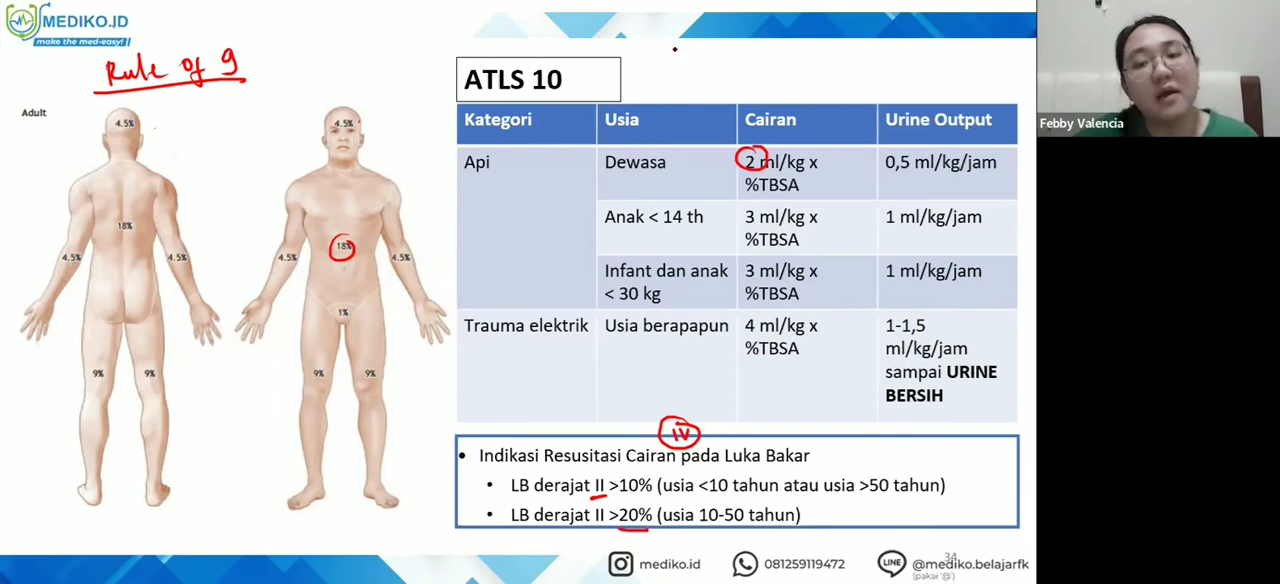 MEDIKO.ID
make the med-easy!
Rule of 9
Adult
4.5%
18%
4.5%
4.5%
9%
9%
4.5%
18%
4.5%
4.5%
1%
9%
9%
ATLS 10
Kategori Usia Cairan Urine Output
Api Dewasa 2 ml/kg x 0,5 ml/kg/jam
%TBSA
Anak < 14 th 3 ml/kg x 1 ml/kg/jam
%TBSA
Infant dan anak 3 ml/kg x 1 ml/kg/jam
< 30 kg %TBSA
Trauma elektrik Usia berapapun 4 ml/kg x 1-1,5
%TBSA ml/kg/jam
sampai URINE
BERSIH
IV
• Indikasi Resusitasi Cairan pada Luka Bakar
• LB derajat II >10% (usia <10 tahun atau usia >50 tahun)
• LB derajat II >20% (usia 10-50 tahun)
mediko.id
081259119472
LINE
@mediko.belajarfk
34
(pakai '@')
Febby Valencia